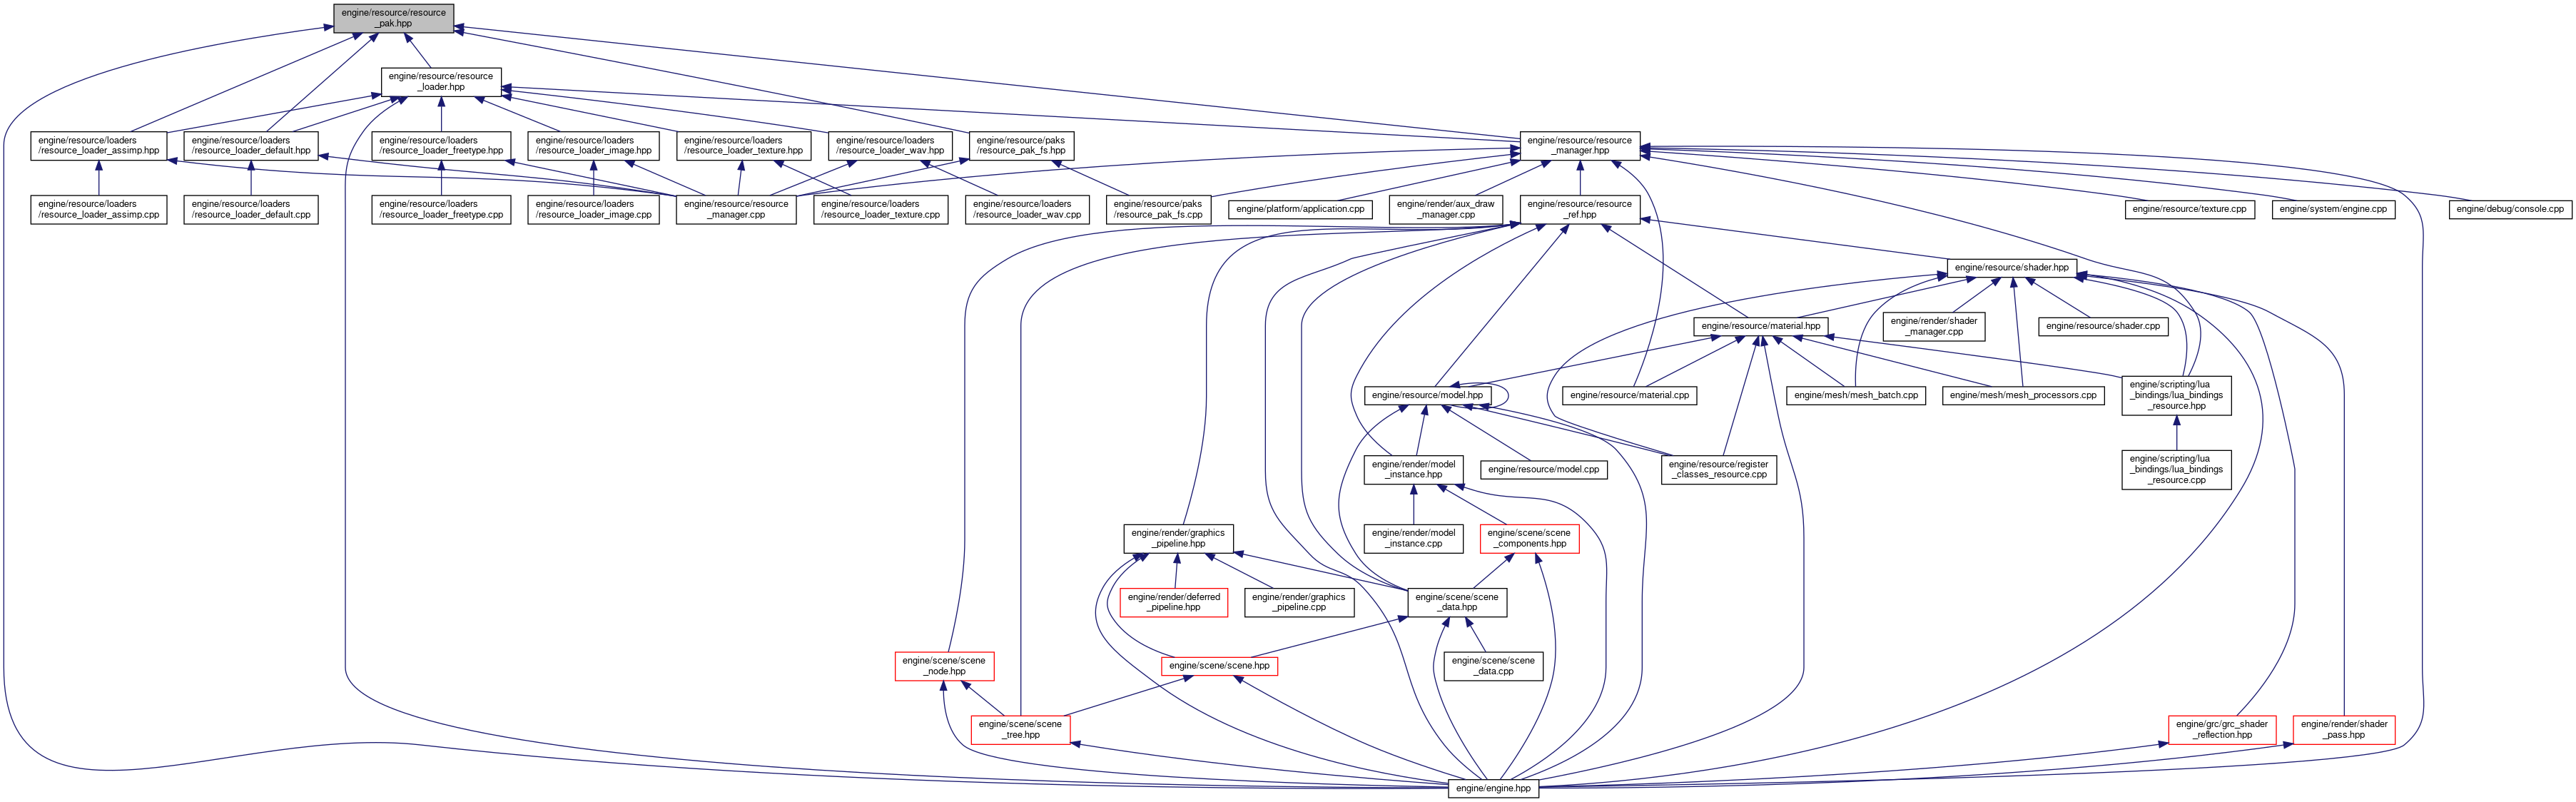 engine/resource/resource
_pak.hpp
engine/resource/resource
_loader.hpp
engine/resource/loaders
/resource_loader_assimp.hpp
engine/resource/loaders
/resource_loader_default.hpp
engine/resource/loaders
/resource_loader_freetype.hpp
engine/resource/loaders
/resource_loader_image.hpp
engine/resource/loaders
/resource_loader_texture.hpp
engine/resource/loaders
/resource_loader_wav.hpp
engine/resource/paks
/resource_pak_fs.hpp
engine/resource/resource
_manager.hpp
engine/resource/loaders
/resource_loader_assimp.cpp
engine/resource/loaders
/resource_loader_default.cpp
engine/resource/loaders
/resource_loader_freetype.cpp
engine/resource/loaders
/resource_loader_image.cpp
engine/resource/resource
_manager.cpp
engine/resource/loaders
/resource_loader_texture.cpp
engine/resource/loaders
/resource_loader_wav.cpp
engine/resource/paks
/resource_pak_fs.cpp
engine/platform/application.cpp
engine/render/aux_draw
_manager.cpp
engine/resource/resource
_ref.hpp
engine/resource/texture.cpp
engine/system/engine.cpp
engine/debug/console.cpp
engine/resource/shader.hpp
engine/resource/material.hpp
engine/render/shader
_manager.cpp
engine/resource/shader.cpp
engine/resource/model.hpp
engine/resource/material.cpp
engine/mesh/mesh_batch.cpp
engine/mesh/mesh_processors.cpp
engine/scripting/lua
_bindings/lua_bindings
_resource.hpp
engine/render/model
_instance.hpp
engine/resource/model.cpp
engine/resource/register
_classes_resource.cpp
engine/scripting/lua
_bindings/lua_bindings
_resource.cpp
engine/render/graphics
_pipeline.hpp
engine/render/model
_instance.cpp
engine/scene/scene
_components.hpp
engine/render/deferred
_pipeline.hpp
engine/render/graphics
_pipeline.cpp
engine/scene/scene
_data.hpp
engine/scene/scene
_node.hpp
engine/scene/scene.hpp
engine/scene/scene
_data.cpp
engine/scene/scene
_tree.hpp
engine/grc/grc_shader
_reflection.hpp
engine/render/shader
_pass.hpp
engine/engine.hpp